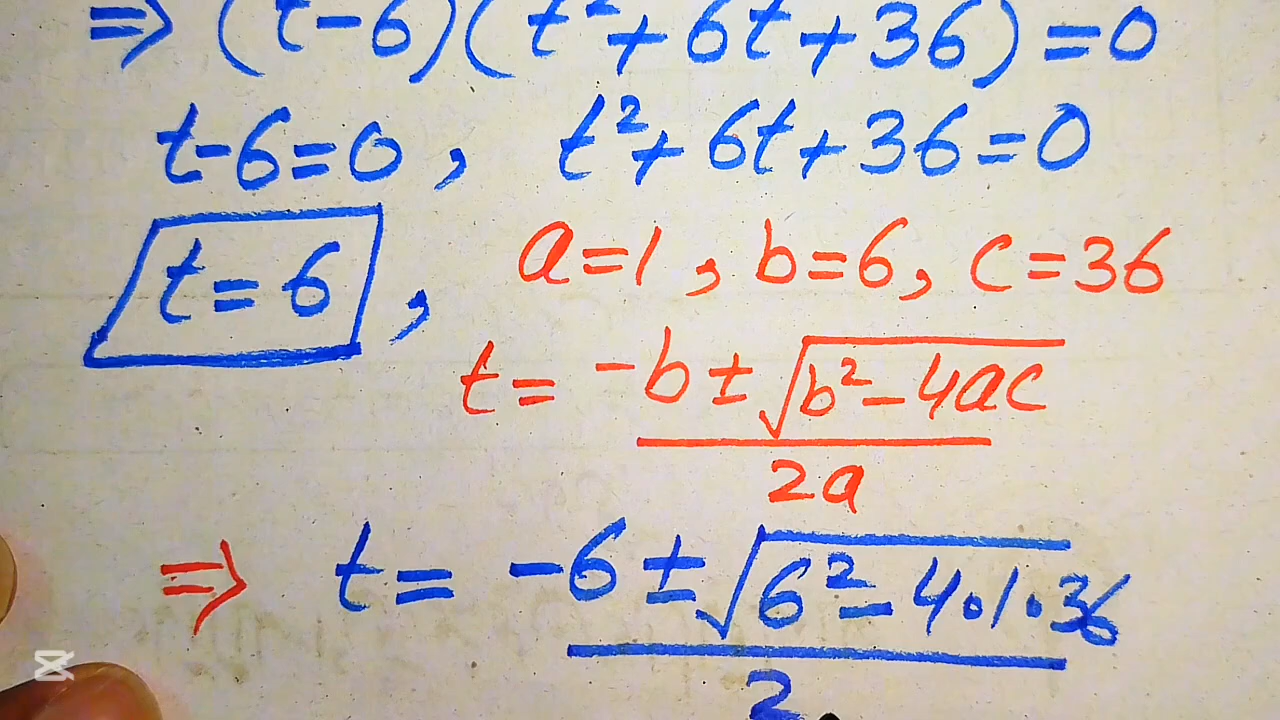 ⇒ (t-6)(t²+6t+36)=0
t-6=0, t²+6t+36=0
t=6, a=1, b=6, c=36
t= -b±√b²-4ac
2a
⇒ t= -6±√6²-4.1.36
2.